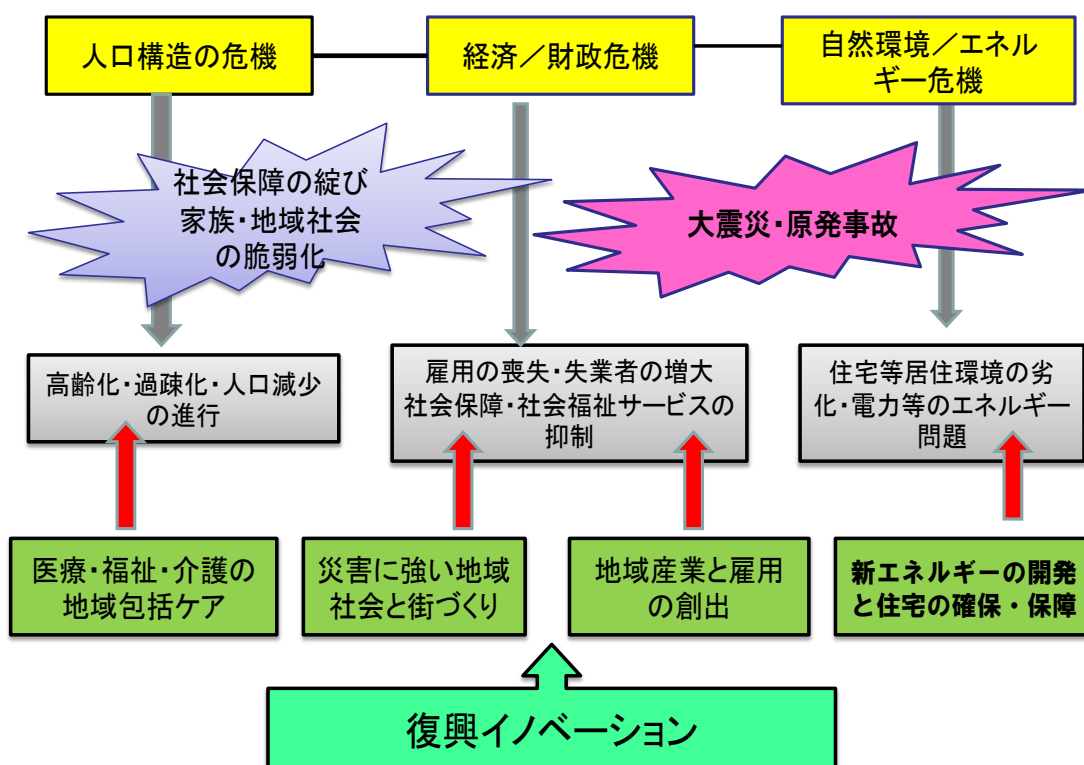 人口構造の危機
経済／財政危機
自然環境／エネル
ギー危機
社会保障の綻び
家族・地域社会
の脆弱化
大震災・原発事故
高齢化・過疎化・人口減少
の進行
雇用の喪失・失業者の増大
社会保障・社会福祉サービスの
抑制
住宅等居住環境の劣
化・電力等のエネルギー
問題
医療・福祉・介護の
地域包括ケア
災害に強い地域
社会と街づくり
地域産業と雇用
の創出
新エネルギーの開発
と住宅の確保・保障
復興イノベーション